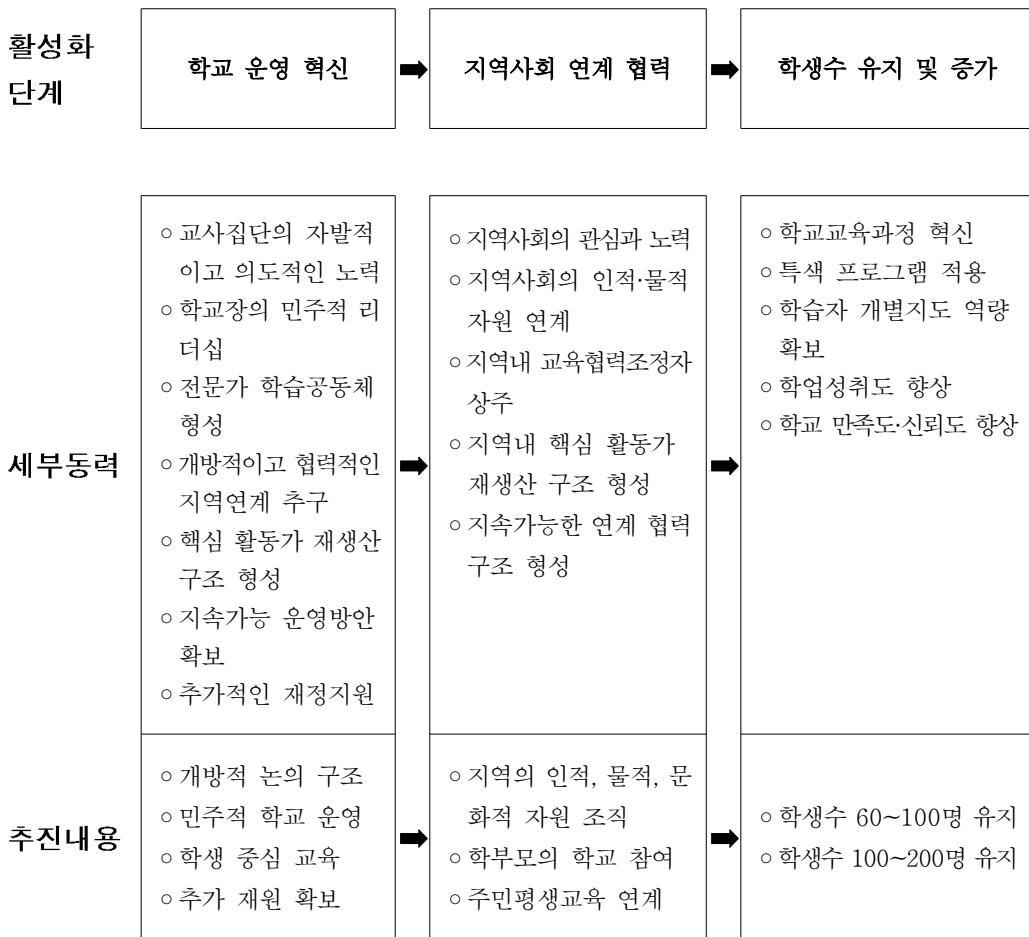 활성화
단계
학교 운영 혁신
지역사회 연계 협력
학생수 유지 및 증가
세부동력
○ 교사집단의 자발적
이고 의도적인 노력
○ 학교장의 민주적 리
더십
○ 전문가 학습공동체
형성
○ 개방적이고 협력적인
지역연계 추구
○ 핵심 활동가 재생산
구조 형성
○ 지속가능 운영방안
확보
○ 추가적인 재정지원
○ 지역사회의 관심과 노력
○ 지역사회의 인적·물적
자원 연계
○ 지역내 교육협력조정자
상주
○ 지역내 핵심 활동가
재생산 구조 형성
○ 지속가능한 연계 협력
구조 형성
○ 학교교육과정 혁신
○ 특색 프로그램 적용
○ 학습자 개별지도 역량
확보
○ 학업성취도 향상
○ 학교 만족도·신뢰도 향상
추진내용
○ 개방적 논의 구조
○ 민주적 학교 운영
○ 학생 중심 교육
○ 추가 재원 확보
○ 지역의 인적, 물적, 문
화적 자원 조직
○ 학부모의 학교 참여
○ 주민평생교육 연계
○ 학생수 60~100명 유지
○ 학생수 100~200명 유지